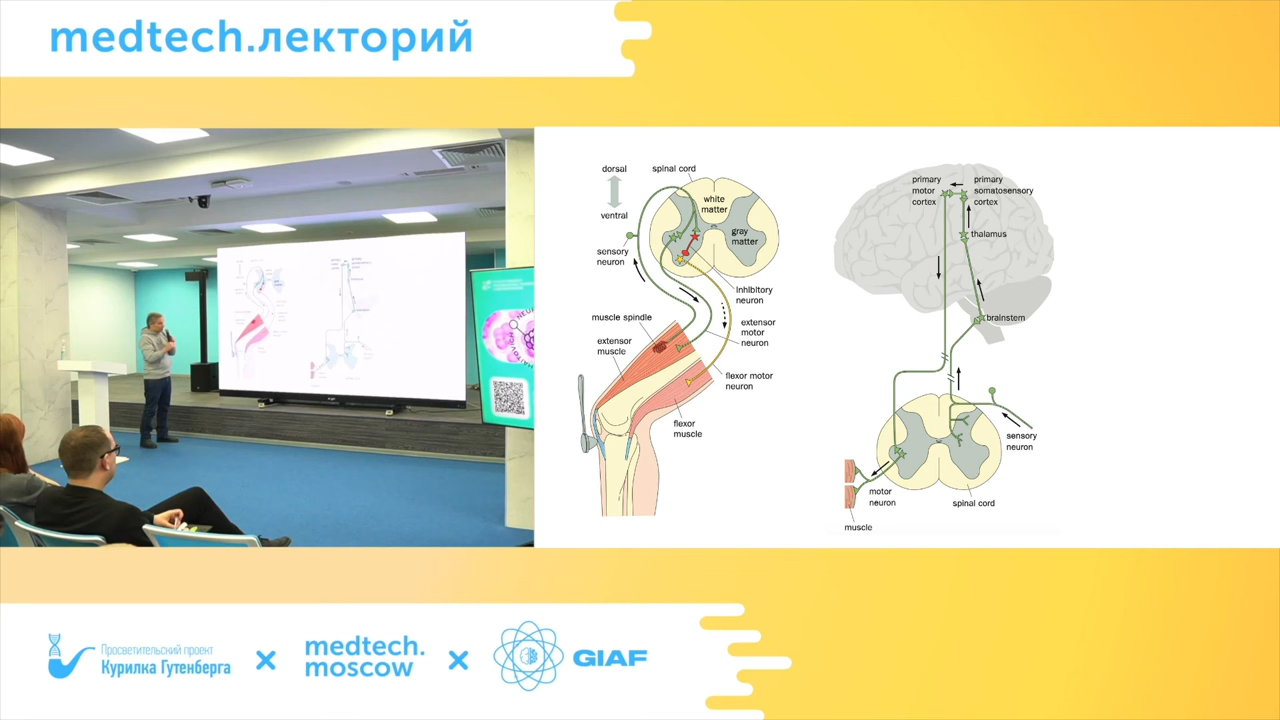 medtech.лекторий
dorsal
ventral
spinal cord
white
matter
gray
matter
sensory
neuron
inhibitory
neuron
muscle spindle
extensor
muscle
extensor
motor
neuron
flexor motor
neuron
flexor
muscle
primary
motor
cortex
primary
somatosensory
cortex
thalamus
brainstem
sensory
neuron
motor
neuron
spinal cord
muscle
Просветительский проект
Курилка Гутенберга
x
medtech.
moscow
x
GIAF